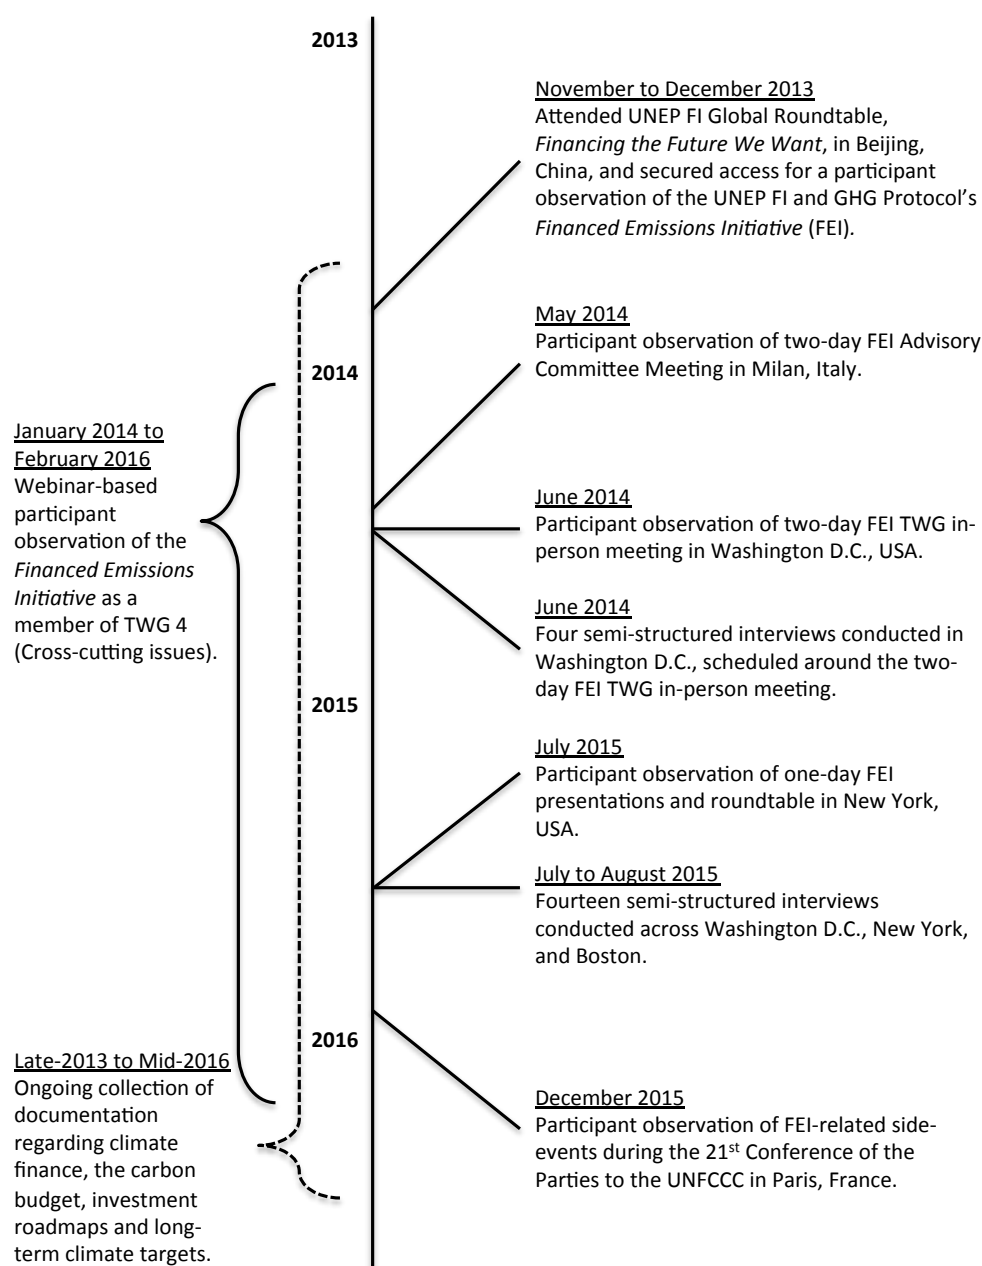 2013
November to December 2013
Attended UNEP FI Global Roundtable,
Financing the Future We Want, in Beijing,
China, and secured access for a participant
observation of the UNEP FI and GHG Protocol's
Financed Emissions Initiative (FEI).
May 2014
Participant observation of two-day FEI Advisory
Committee Meeting in Milan, Italy.
2014
January 2014 to
February 2016
Webinar-based
participant
observation of the
Financed Emissions
Initiative as a
member of TWG 4
(Cross-cutting issues).
June 2014
Participant observation of two-day FEI TWG in-
person meeting in Washington D.C., USA.
June 2014
Four semi-structured interviews conducted in
Washington D.C., scheduled around the two-
day FEI TWG in-person meeting.
2015
July 2015
Participant observation of one-day FEI
presentations and roundtable in New York,
USA.
July to August 2015
Fourteen semi-structured interviews
conducted across Washington D.C., New York,
and Boston.
2016
Late-2013 to Mid-2016
Ongoing collection of
documentation
regarding climate
finance, the carbon
budget, investment
roadmaps and long-
term climate targets.
December 2015
Participant observation of FEI-related side-
events during the 21st Conference of the
Parties to the UNFCCC in Paris, France.